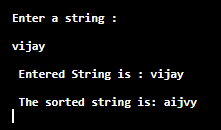 Enter a string :
vijay
Entered String is : vijay
The sorted string is: aijvy